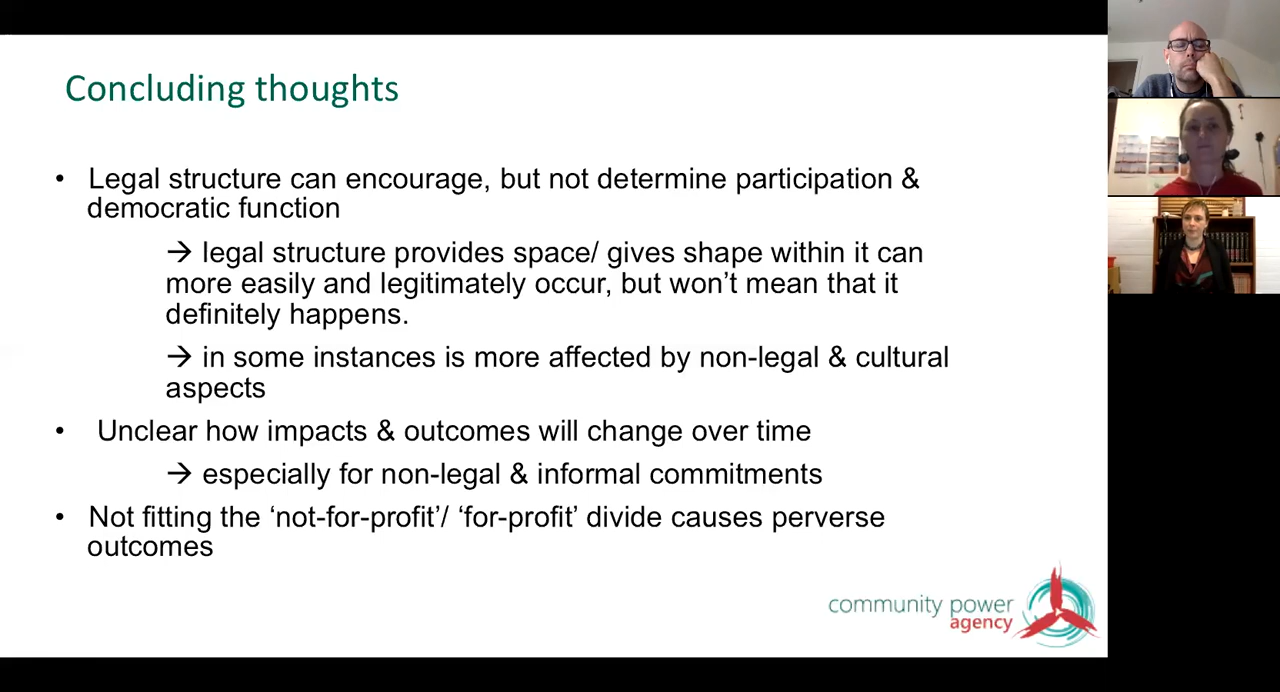 Concluding thoughts
• Legal structure can encourage, but not determine participation &
democratic function
→ legal structure provides space/ gives shape within it can
more easily and legitimately occur, but won’t mean that it
definitely happens.
→ in some instances is more affected by non-legal & cultural
aspects
• Unclear how impacts & outcomes will change over time
→ especially for non-legal & informal commitments
• Not fitting the ‘not-for-profit’/ ‘for-profit’ divide causes perverse
outcomes
community power
agency